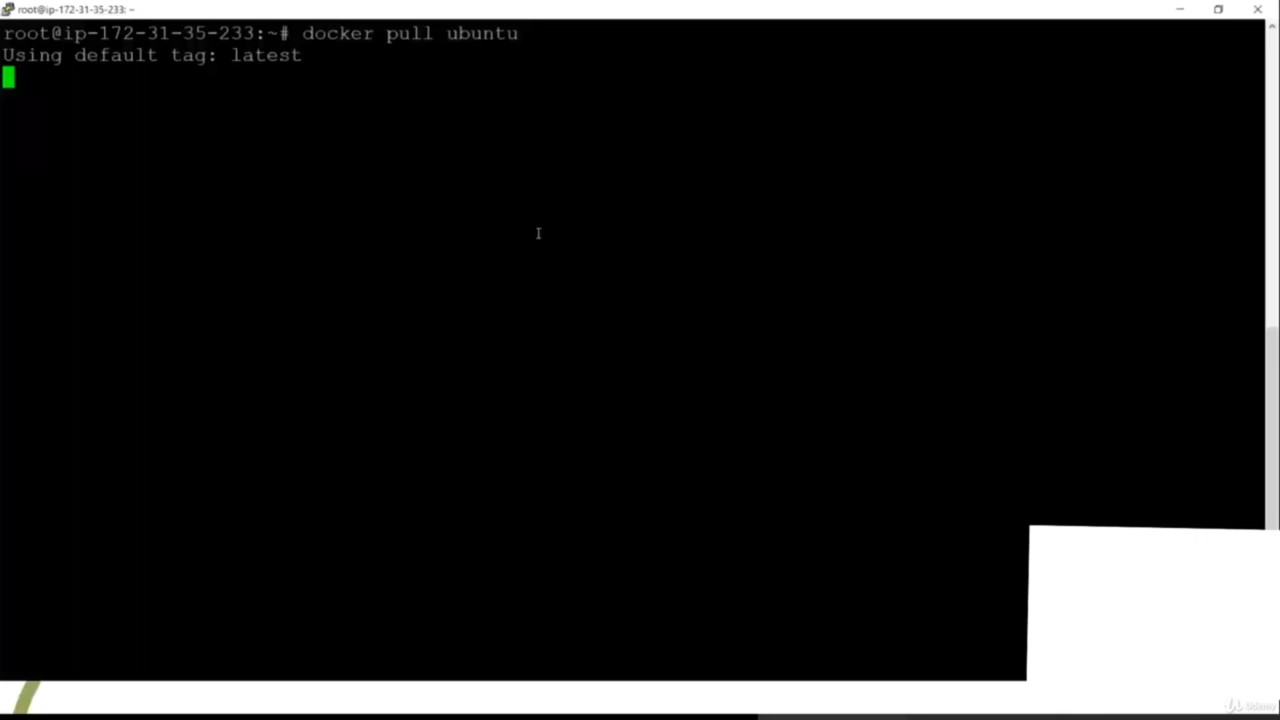 root@ip-172-31-35-233: ~
root@ip-172-31-35-233:~# docker pull ubuntu
Using default tag: latest
Udemy